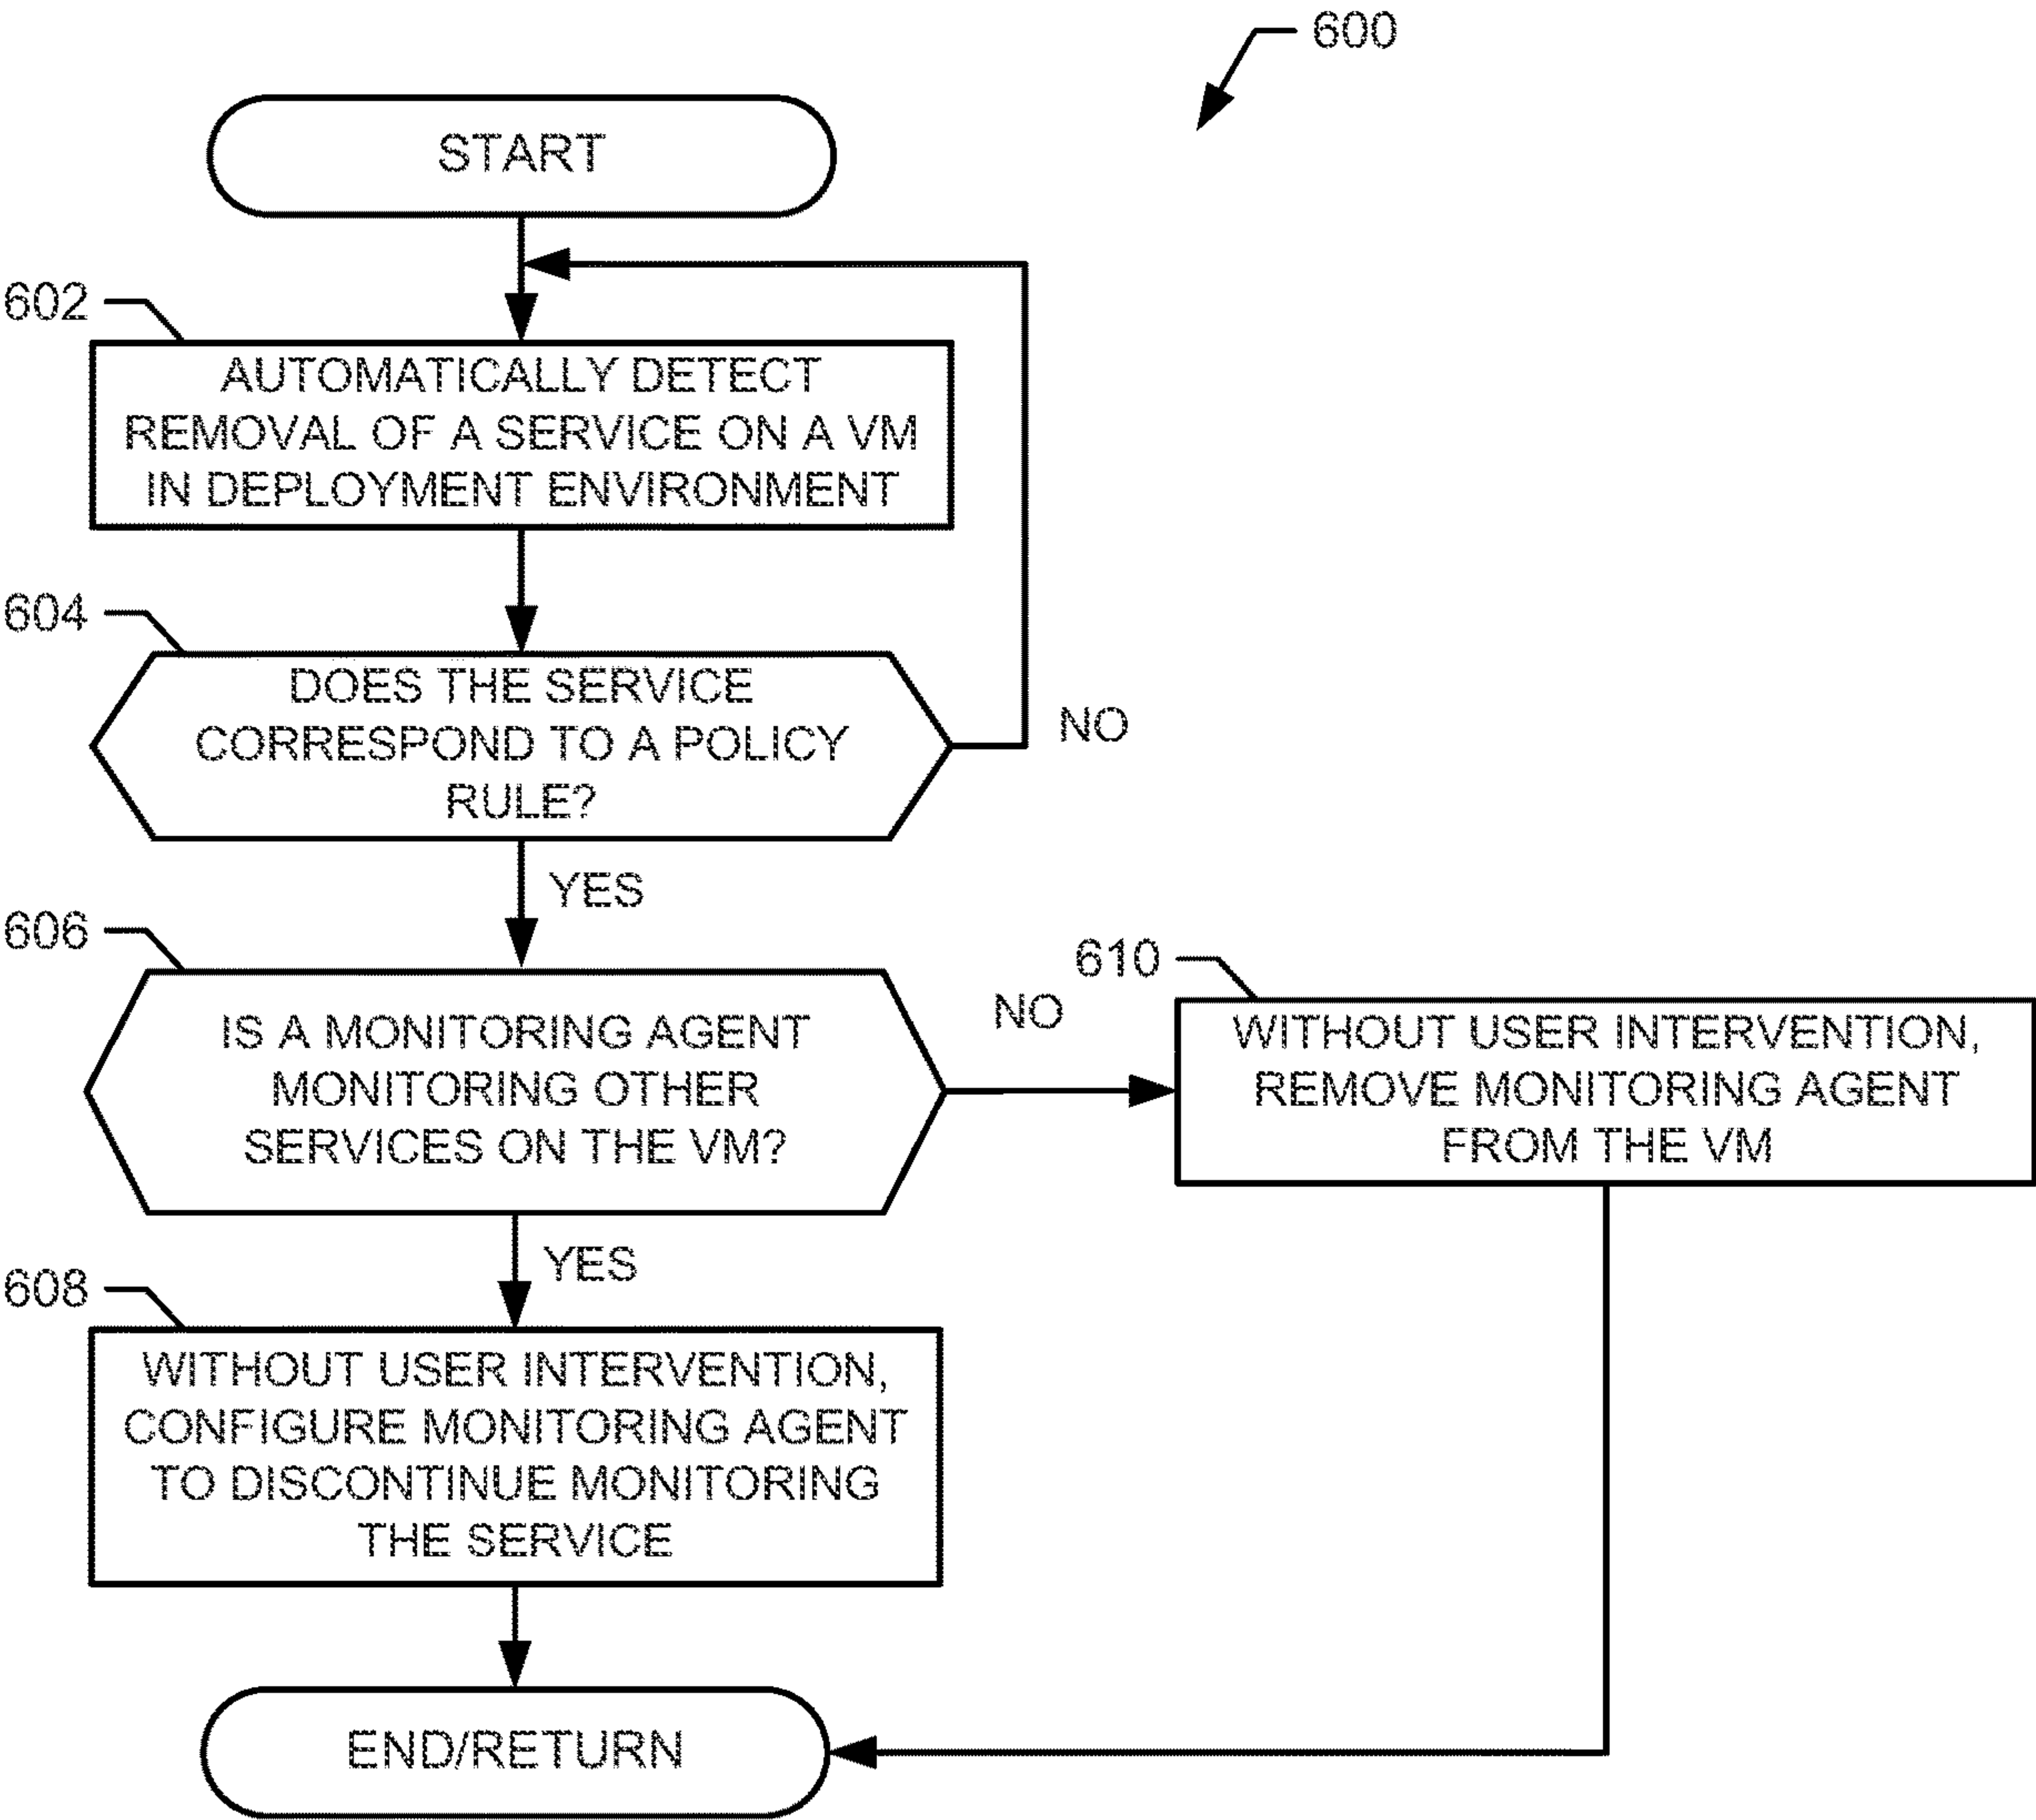 600
START
602
AUTOMATICALLY DETECT
REMOVAL OF A SERVICE ON A VM
IN DEPLOYMENT ENVIRONMENT
604
DOES THE SERVICE
CORRESPOND TO A POLICY
RULE?
NO
YES
606
IS A MONITORING AGENT
MONITORING OTHER
SERVICES ON THE VM?
NO
610
WITHOUT USER INTERVENTION,
REMOVE MONITORING AGENT
FROM THE VM
YES
608
WITHOUT USER INTERVENTION,
CONFIGURE MONITORING AGENT
TO DISCONTINUE MONITORING
THE SERVICE
END/RETURN